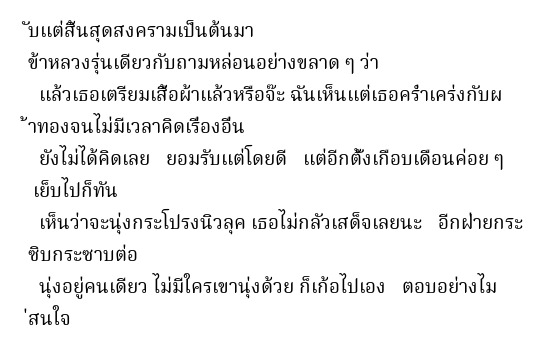 ับแต่สิ้นสุดสงครามเป็นต้นมา
ข้าหลวงรุ่นเดียวกับถามหล่อนอย่างขลาด ๆ ว่า
แล้วเธอเตรียมเสื้อผ้าแล้วหรือจ๊ะ ฉันเห็นแต่เธอคร่ำเคร่งกับผ
้าทองจนไม่มีเวลาคิดเรื่องอื่น
ยังไม่ได้คิดเลย ยอมรับแต่โดยดี แต่อีกตั้งเกือบเดือนค่อย ๆ
เย็บไปก็ทัน
เห็นว่าจะนุ่งกระโปรงนิวลุค เธอไม่กลัวเสด็จเลยนะ อีกฝ่ายกระ
ซิบกระซาบต่อ
นุ่งอยู่คนเดียว ไม่มีใครเขานุ่งด้วย ก็เก้อไปเอง ตอบอย่างไม
่สนใจ